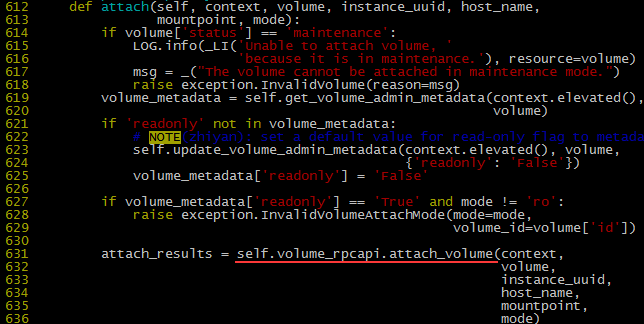 612     def attach(self, context, volume, instance_uuid, host_name,
613                mountpoint, mode):
614         if volume['status'] == 'maintenance':
615             LOG.info(_LI('Unable to attach volume, '
616                          'because it is in maintenance.'), resource=volume)
617             msg = _("The volume cannot be attached in maintenance mode.")
618             raise exception.InvalidVolume(reason=msg)
619         volume_metadata = self.get_volume_admin_metadata(context.elevated(),
620                                                          volume)
621         if 'readonly' not in volume_metadata:
622             # NOTE(zhiyan): set a default value for read-only flag to metada
623             self.update_volume_admin_metadata(context.elevated(), volume,
624                                               {'readonly': 'False'})
625             volume_metadata['readonly'] = 'False'
626
627         if volume_metadata['readonly'] == 'True' and mode != 'ro':
628             raise exception.InvalidVolumeAttachMode(mode=mode,
629                                                     volume_id=volume['id'])
630
631         attach_results = self.volume_rpcapi.attach_volume(context,
632                                                           volume,
633                                                           instance_uuid,
634                                                           host_name,
635                                                           mountpoint,
636                                                           mode)